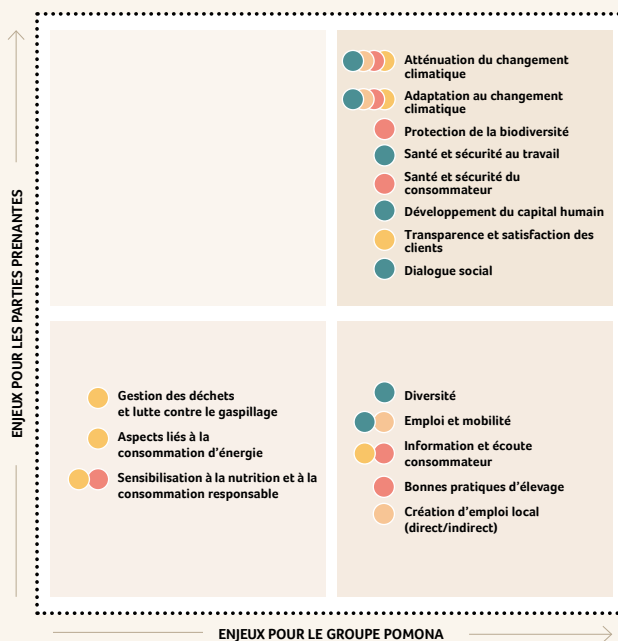 ENJEUX POUR LES PARTIES PRENANTES
Atténuation du changement
climatique
Adaptation au changement
climatique
Protection de la biodiversité
Santé et sécurité au travail
Santé et sécurité du
consommateur
Développement du capital humain
Transparence et satisfaction des
clients
Dialogue social
Gestion des déchets
et lutte contre le gaspillage
Aspects liés à la
consommation d'énergie
Sensibilisation à la nutrition et à la
consommation responsable
Diversité
Emploi et mobilité
Information et écoute
consommateur
Bonnes pratiques d'élevage
Création d'emploi local
(direct/indirect)
ENJEUX POUR LE GROUPE POMONA